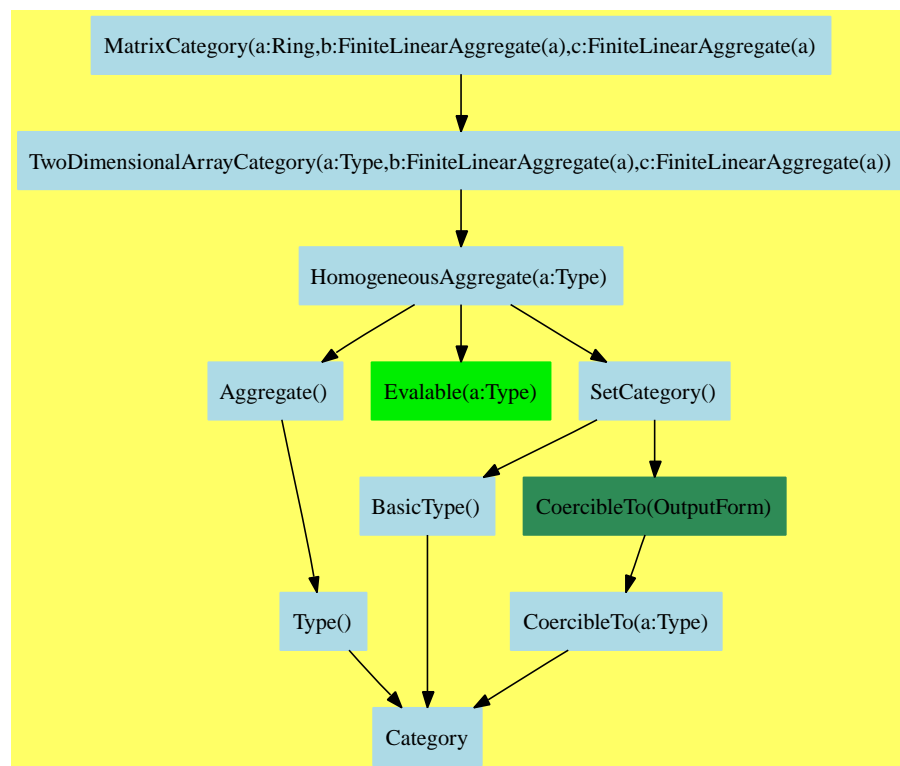 MatrixCategory(a:Ring,b:FiniteLinearAggregate(a),c:FiniteLinearAggregate(a)
TwoDimensionalArrayCategory(a:Type,b:FiniteLinearAggregate(a),c:FiniteLinearAggregate(a))
HomogeneousAggregate(a:Type)
Aggregate()
Evalable(a:Type)
SetCategory()
BasicType()
CoercibleTo(OutputForm)
Type()
CoercibleTo(a:Type)
Category